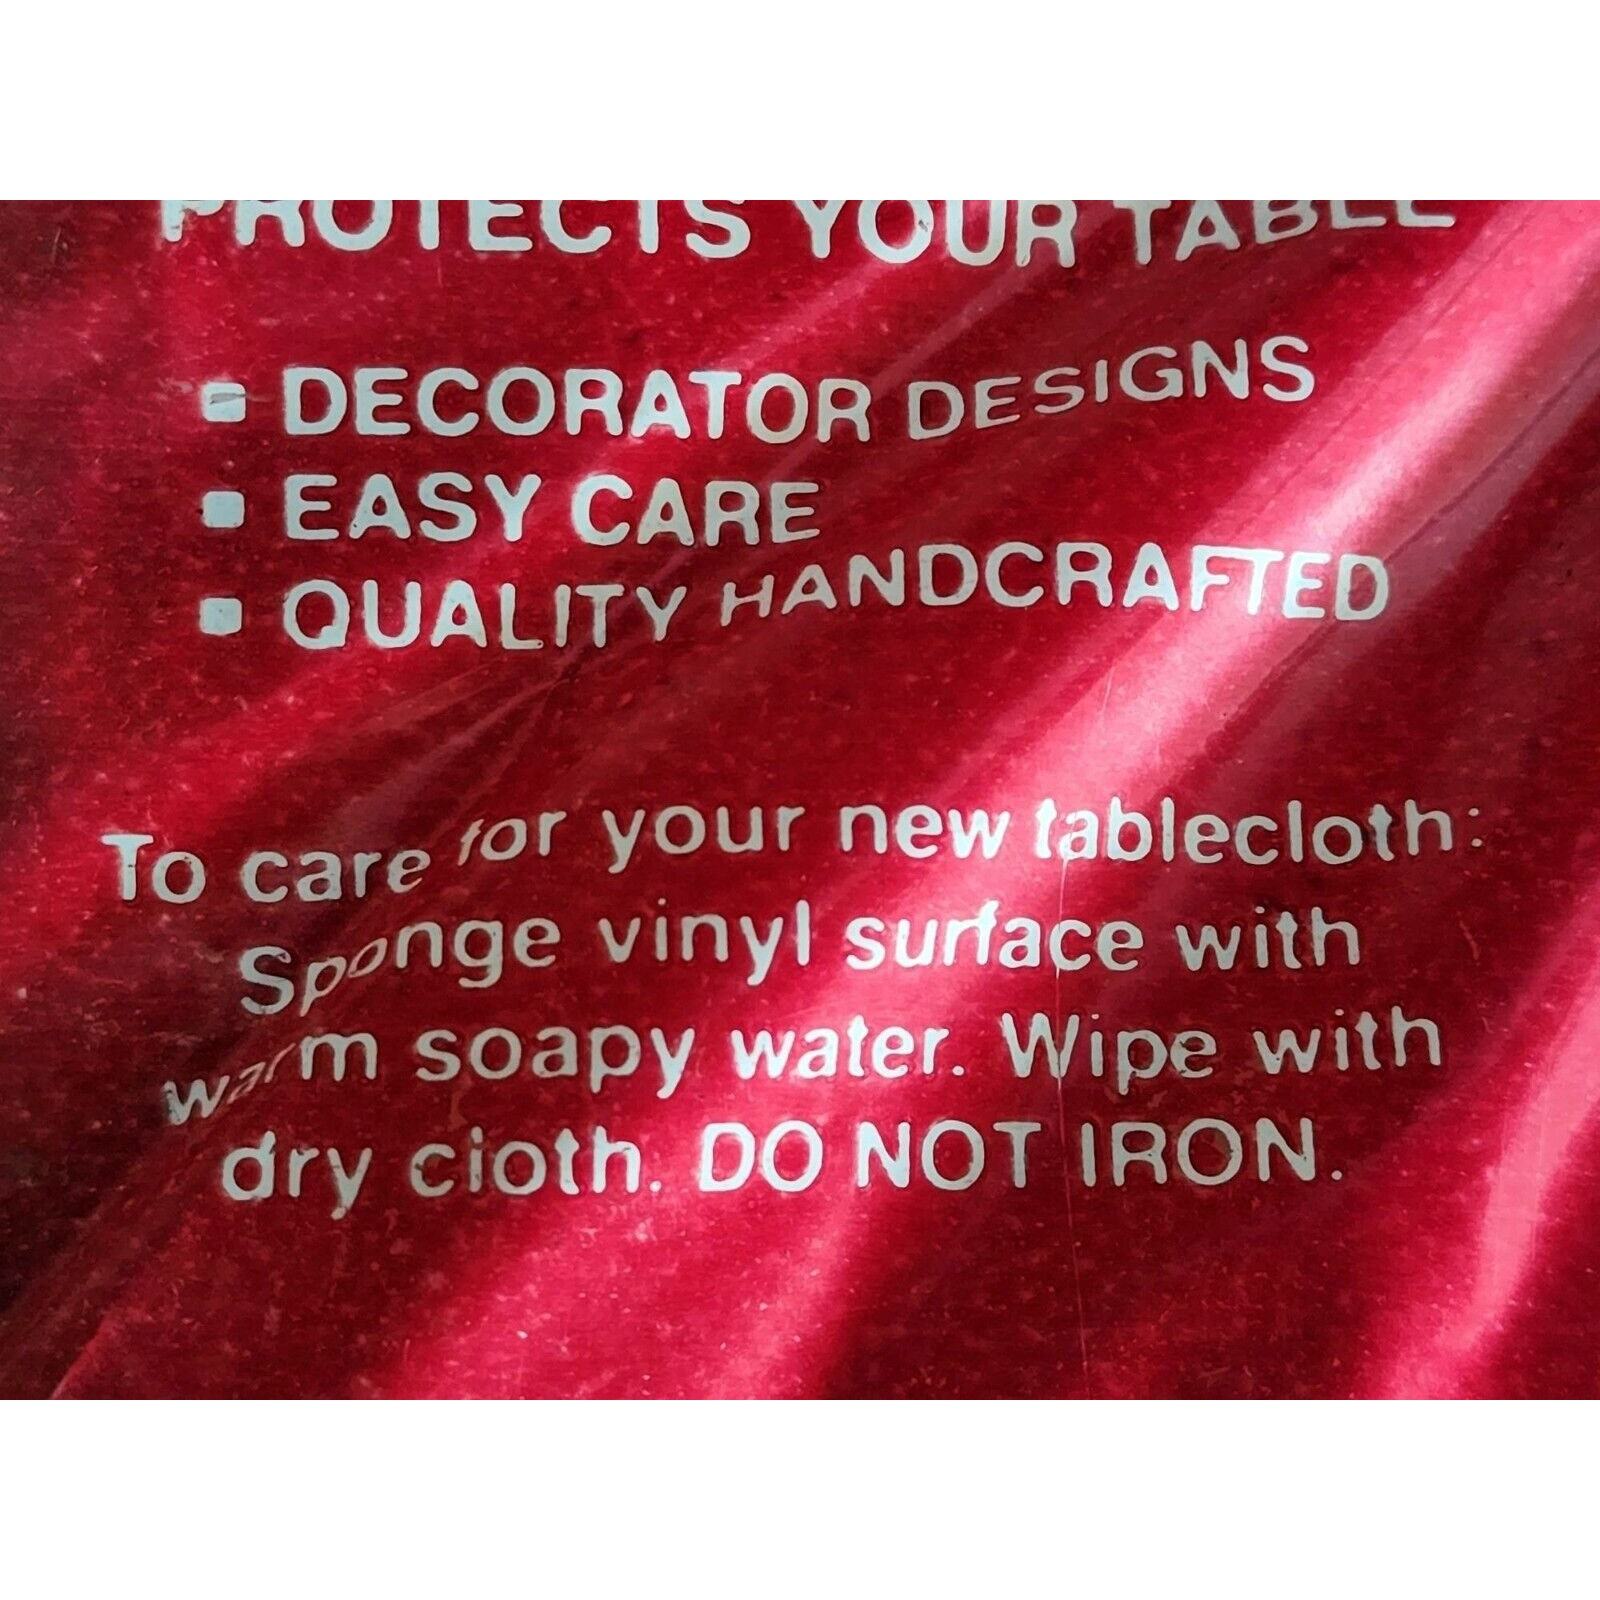 PROTECTS YOUR TABLE
▪ DECORATOR DESIGNS
▪ EASY CARE
▪ QUALITY HANDCRAFTED
To care for your new tablecloth:
Sponge vinyl surface with
warm soapy water. Wipe with
dry cloth. DO NOT IRON.